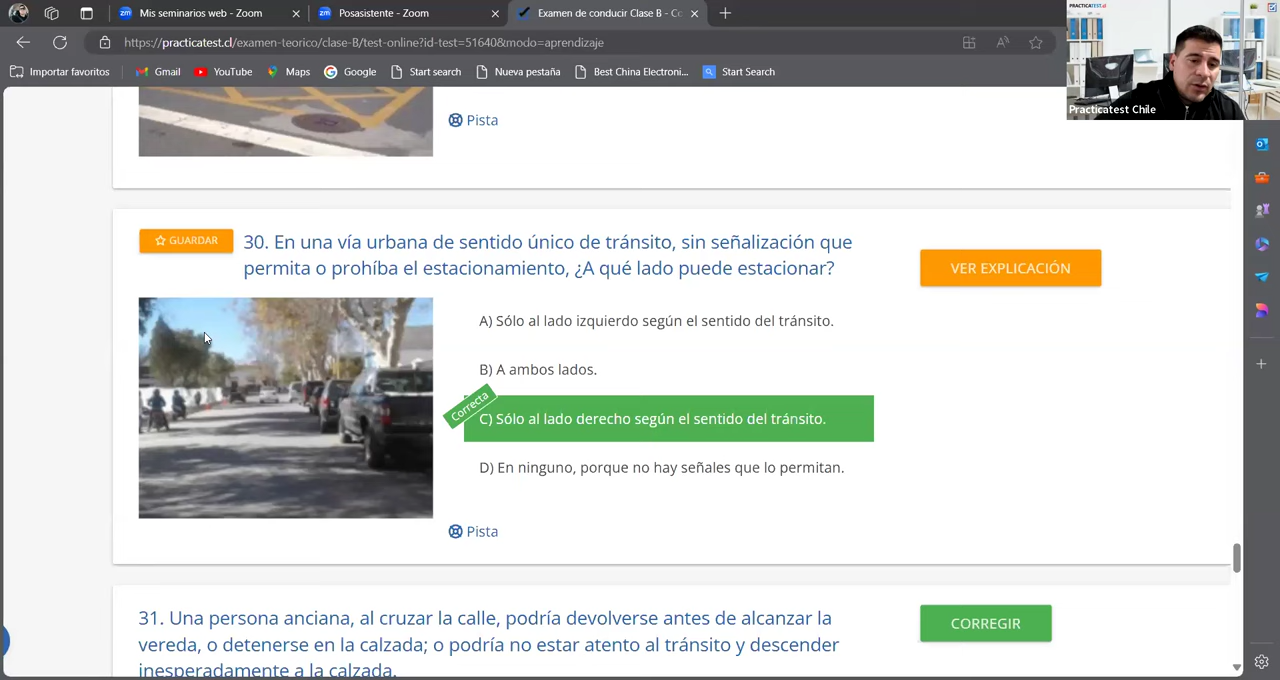 Mis seminarios web - Zoom
Posasistente - Zoom
Examen de conducir Clase B - Co
https://practicatest.cl/examen-teorico/clase-B/test-online?id-test=51640&modo=aprendizaje
Importar favoritos
Gmail
YouTube
Maps
Google
Start search
Nueva pestaña
Best China Electroni...
Start Search
PRACTICATEST.cl
Practicatest Chile
Pista
GUARDAR
30. En una vía urbana de sentido único de tránsito, sin señalización que
permita o prohíba el estacionamiento, ¿A qué lado puede estacionar?
VER EXPLICACIÓN
A) Sólo al lado izquierdo según el sentido del tránsito.
B) A ambos lados.
Correcta
C) Sólo al lado derecho según el sentido del tránsito.
D) En ninguno, porque no hay señales que lo permitan.
Pista
31. Una persona anciana, al cruzar la calle, podría devolverse antes de alcanzar la
vereda, o detenerse en la calzada; o podría no estar atento al tránsito y descender
inesperadamente a la calzada.
CORREGIR